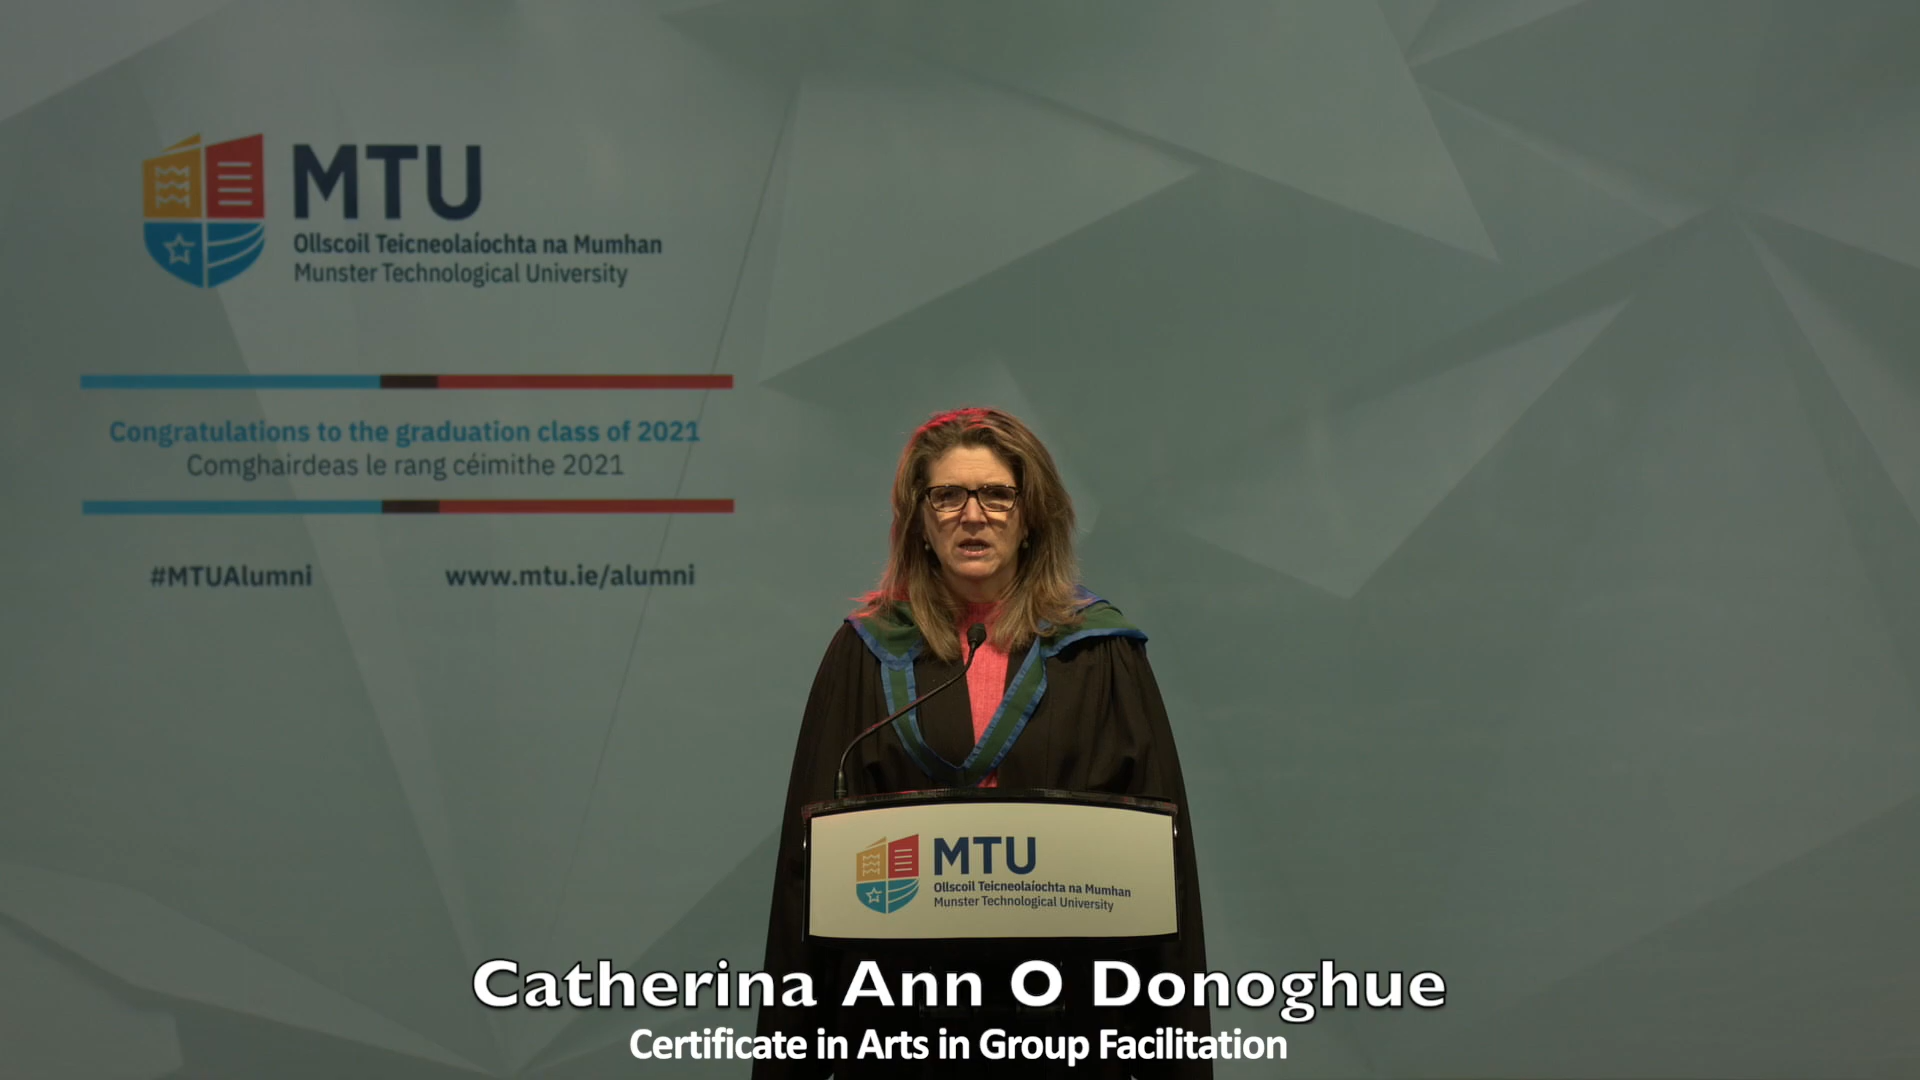 MTU
Ollscoil Teicneolaíochta na Mumhan
Munster Technological University
Congratulations to the graduation class of 2021
Comghairdeas le rang céimithe 2021
#MTUAlumni www.mtu.ie/alumni
MTU
Ollscoil Teicneolaíochta na Mumhan
Munster Technological University
Catherina Ann O Donoghue
Certificate in Arts in Group Facilitation